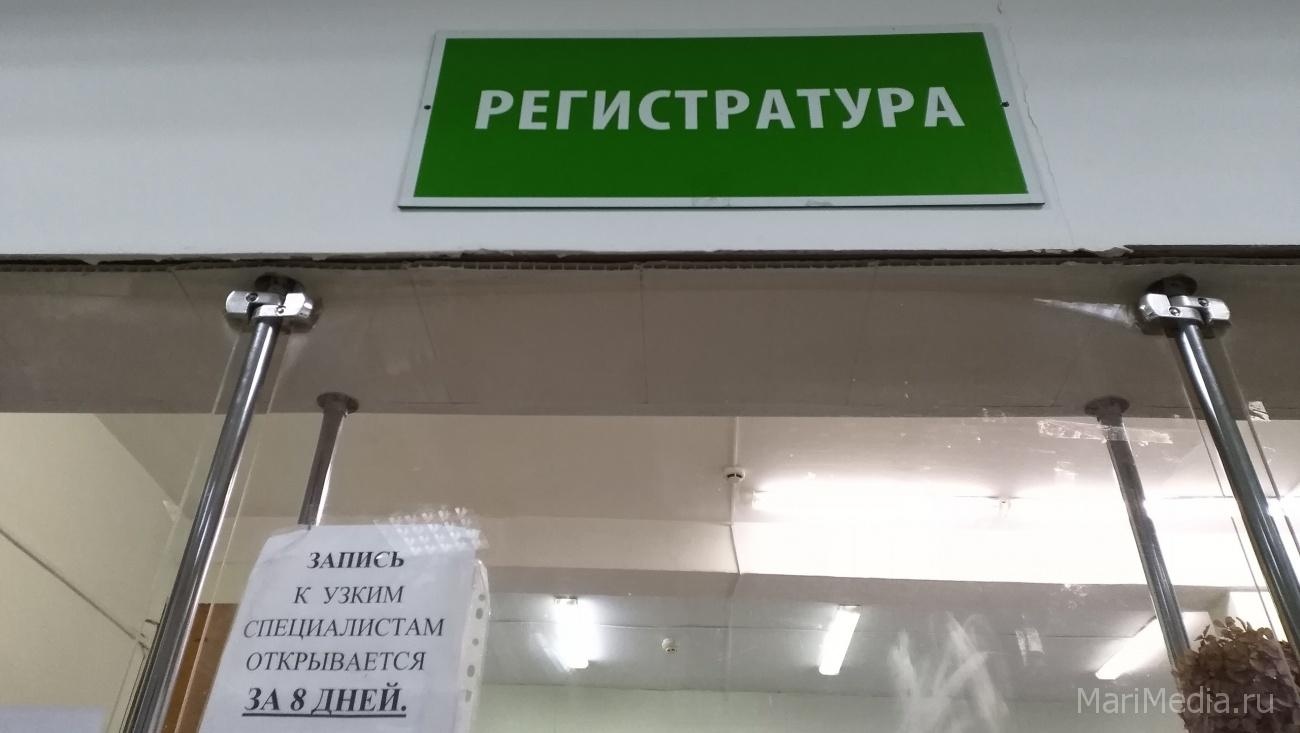 РЕГИСТРАТУРА
ЗАПИСЬ
К УЗКИМ
СПЕЦИАЛИСТАМ
ОТКРЫВАЕТСЯ
ЗА 8 ДНЕЙ.
MariMedia.ru